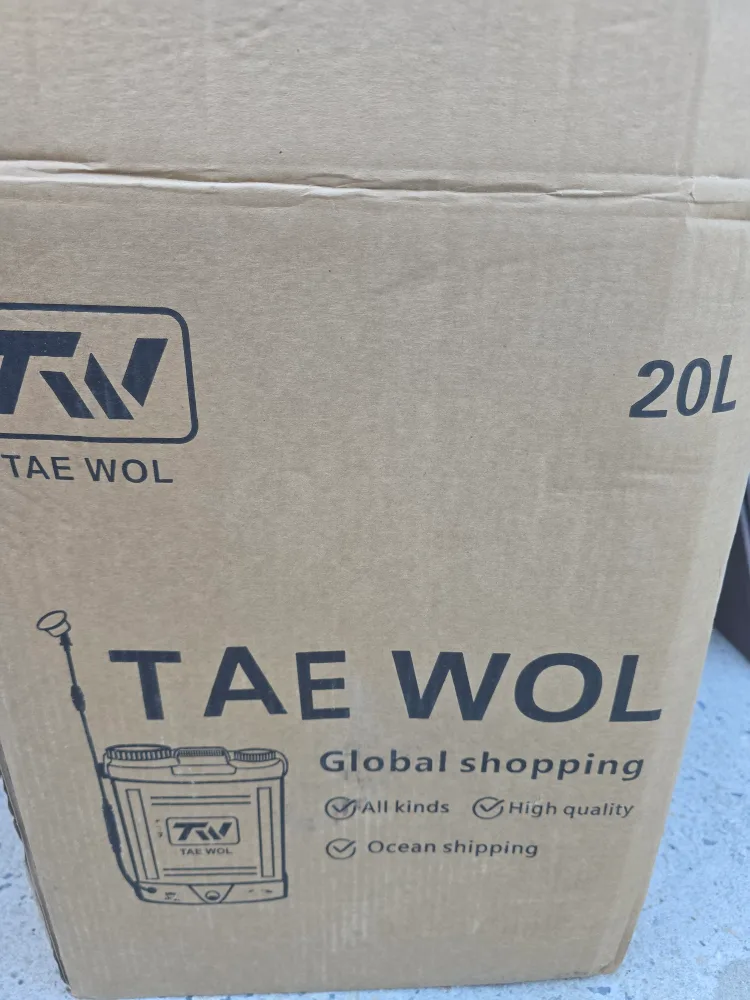 TW
TAE WOL
20L
TAE WOL
Global shopping
All kinds High quality
Ocean shipping
TW
TAE WOL